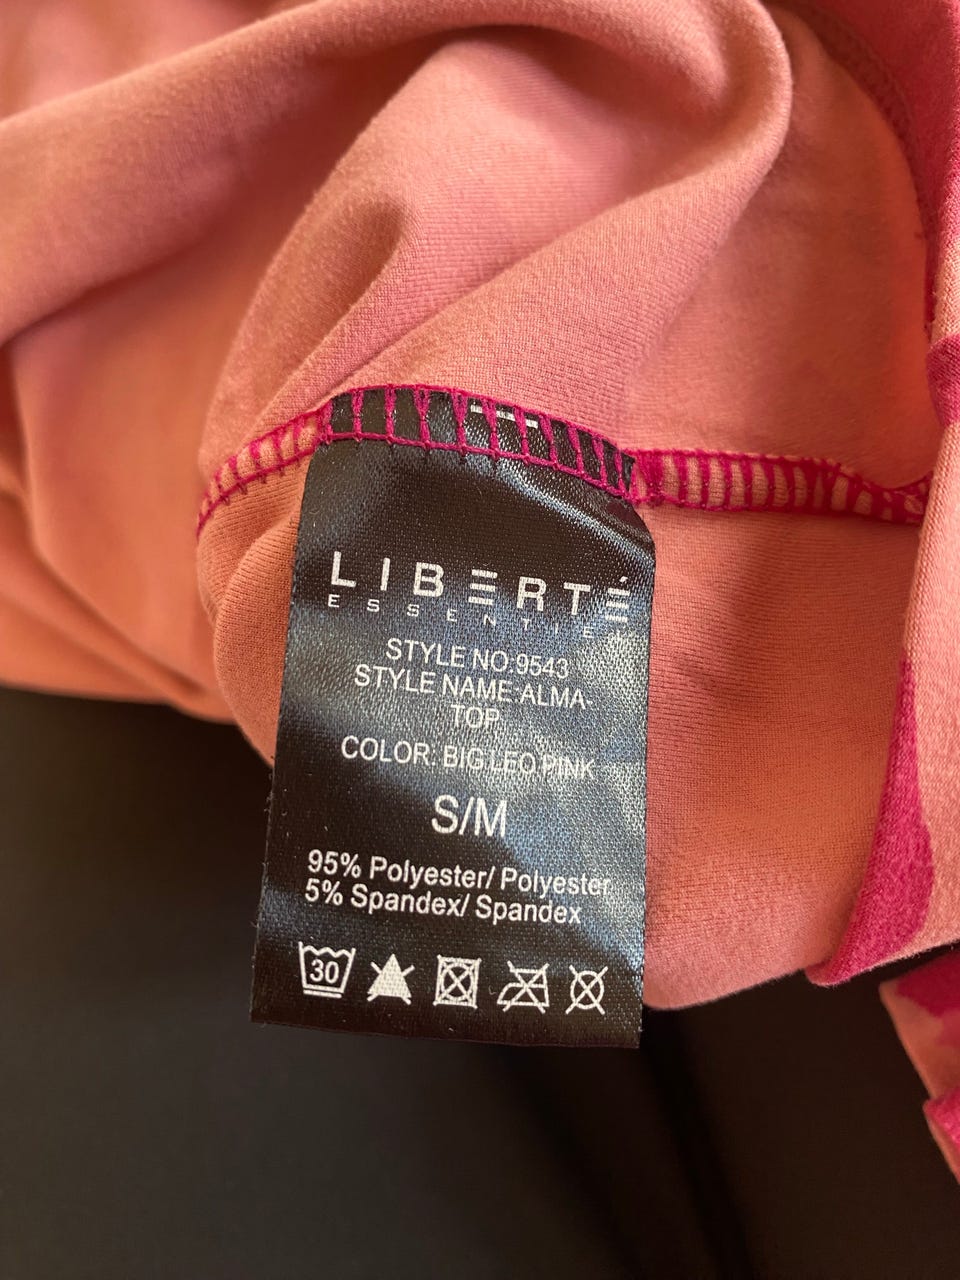 LIBERTÉ
ESSENTIEL
STYLE NO:9543
STYLE NAME:ALMA-
TOP
COLOR: BIG LEO PINK
S/M
95% Polyester/ Polyester
5% Spandex/ Spandex
30